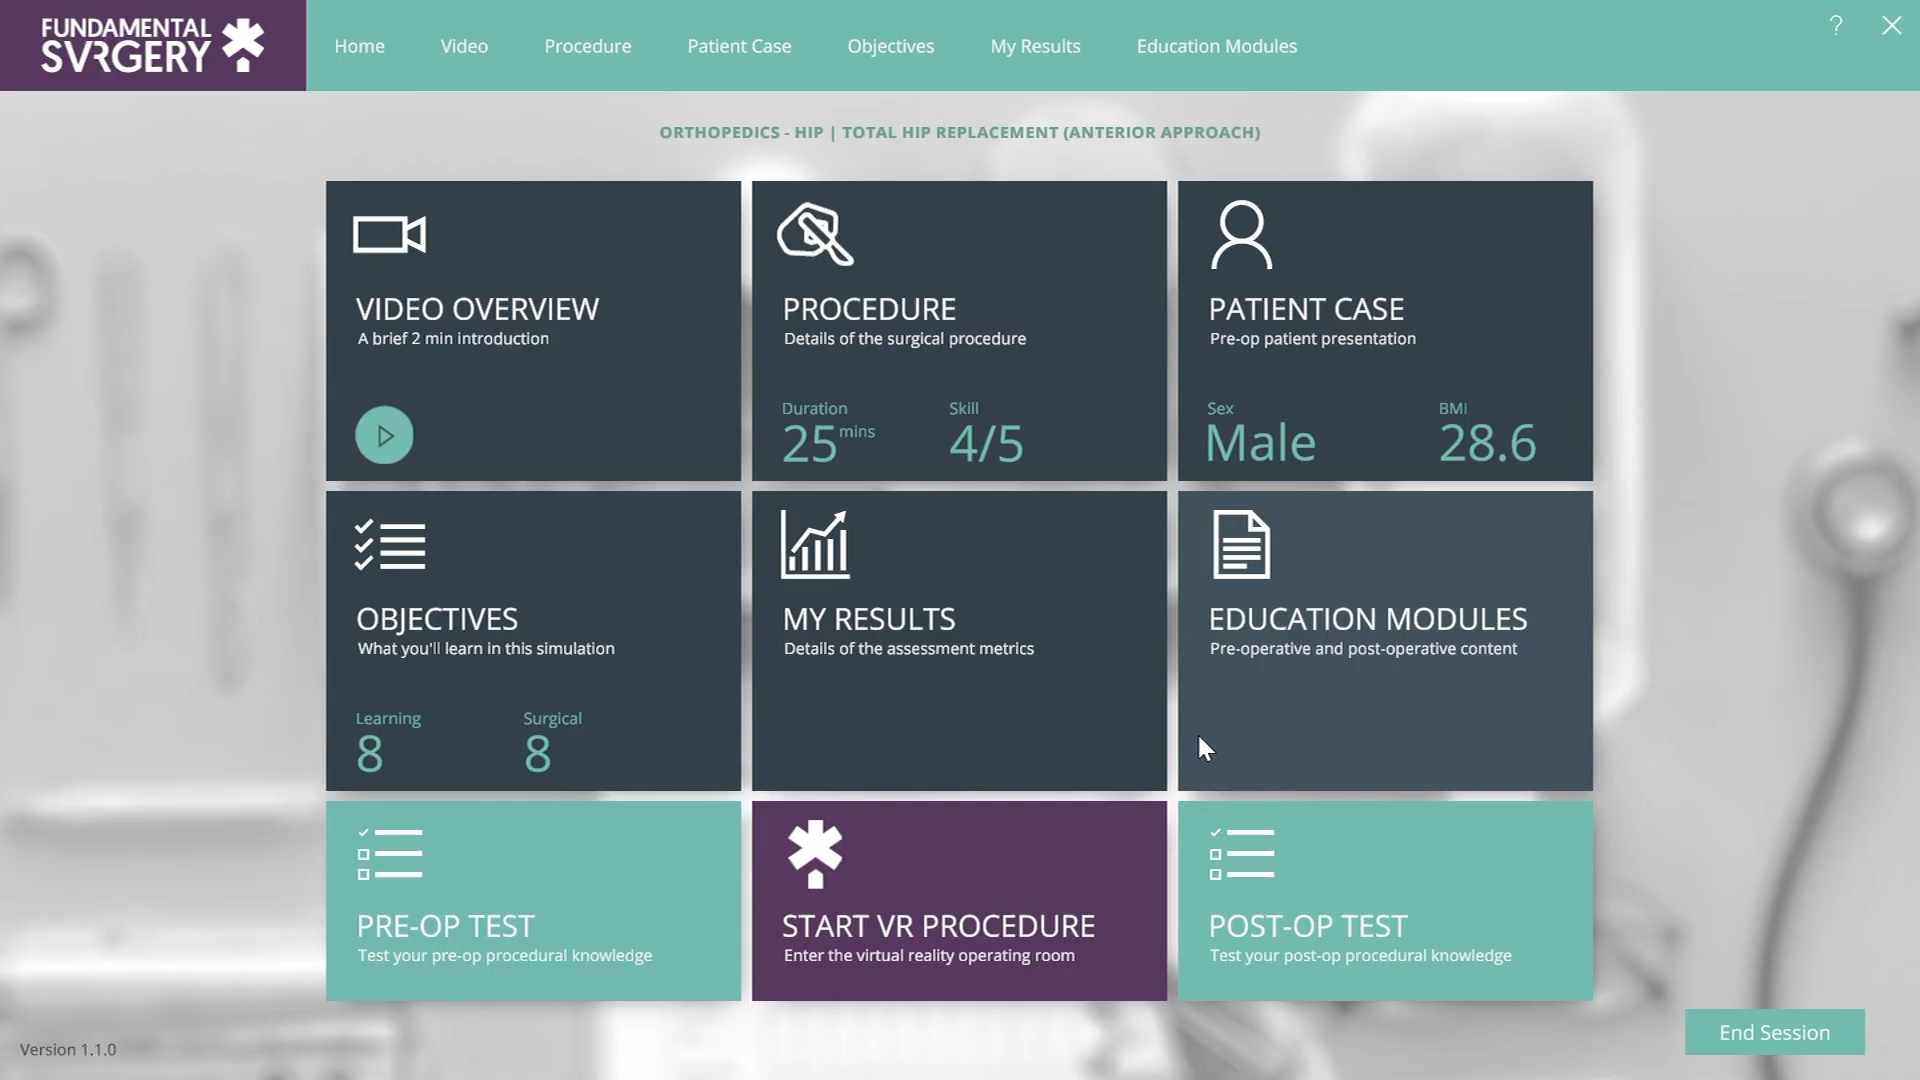 FUNDAMENTAL
SVRGERY
Home Video Procedure Patient Case Objectives My Results Education Modules
?
ORTHOPEDICS - HIP | TOTAL HIP REPLACEMENT (ANTERIOR APPROACH)
VIDEO OVERVIEW
A brief 2 min introduction
PROCEDURE
Details of the surgical procedure
Duration Skill
25 mins 4/5
PATIENT CASE
Pre-op patient presentation
Sex BMI
Male 28.6
OBJECTIVES
What you'll learn in this simulation
Learning Surgical
8 8
MY RESULTS
Details of the assessment metrics
EDUCATION MODULES
Pre-operative and post-operative content
PRE-OP TEST
Test your pre-op procedural knowledge
START VR PROCEDURE
Enter the virtual reality operating room
POST-OP TEST
Test your post-op procedural knowledge
End Session
Version 1.1.0